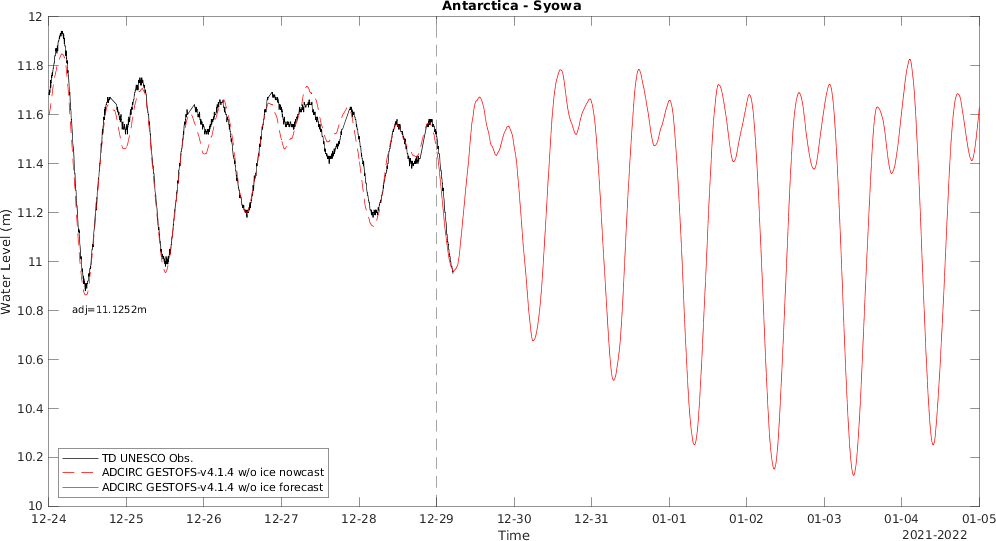 Antarctica - Syowa
12
11.8
11.6
11.4
11.2
11
10.8
10.6
10.4
10.2
10
Water Level (m)
adj=11.1252m
TD UNESCO Obs.
ADCIRC GESTOFS-v4.1.4 w/o ice nowcast
ADCIRC GESTOFS-v4.1.4 w/o ice forecast
12-24 12-25 12-26 12-27 12-28 12-29 12-30 12-31 01-01 01-02 01-03 01-04 01-05
Time
2021-2022